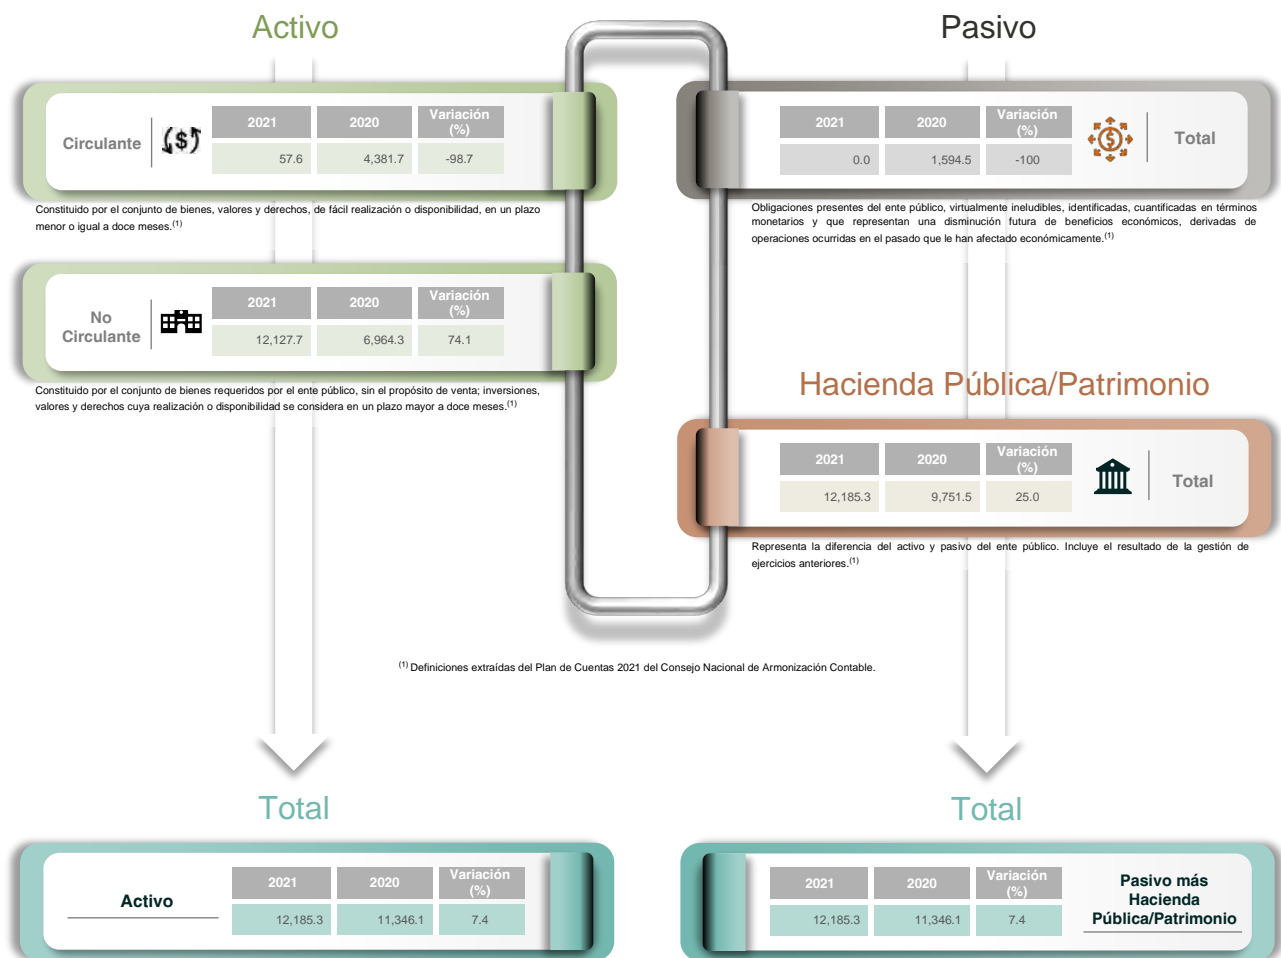 Activo
Circulante
2021 2020 Variación (%)
57.6 4,381.7 -98.7
Constituido por el conjunto de bienes, valores y derechos, de fácil realización o disponibilidad, en un plazo
menor o igual a doce meses.(1)
No
Circulante
2021 2020 Variación (%)
12,127.7 6,964.3 74.1
Constituido por el conjunto de bienes requeridos por el ente público, sin el propósito de venta; inversiones,
valores y derechos cuya realización o disponibilidad se considera en un plazo mayor a doce meses.(1)
Pasivo
2021 2020 Variación (%)
0.0 1,594.5 -100
Total
Obligaciones presentes del ente público, virtualmente ineludibles, identificadas, cuantificadas en términos
monetarios y que representan una disminución futura de beneficios económicos, derivadas de
operaciones ocurridas en el pasado que le han afectado económicamente.(1)
Hacienda Pública/Patrimonio
2021 2020 Variación (%)
12,185.3 9,751.5 25.0
Total
Representa la diferencia del activo y pasivo del ente público. Incluye el resultado de la gestión de
ejercicios anteriores.(1)
(1) Definiciones extraídas del Plan de Cuentas 2021 del Consejo Nacional de Armonización Contable.
Total
Activo
2021 2020 Variación (%)
12,185.3 11,346.1 7.4
Total
2021 2020 Variación (%)
12,185.3 11,346.1 7.4
Pasivo más
Hacienda
Pública/Patrimonio